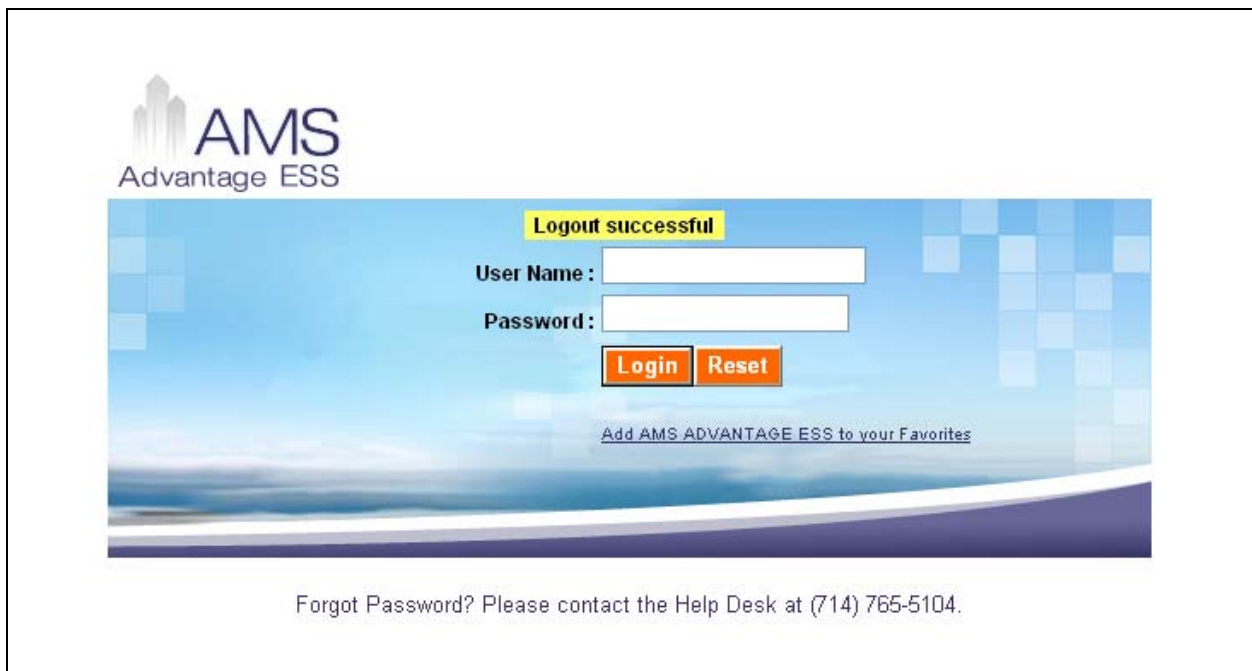 AMS
Advantage ESS
Logout successful
User Name :
Password :
Login Reset
Add AMS ADVANTAGE ESS to your Favorites
Forgot Password? Please contact the Help Desk at (714) 765-5104.